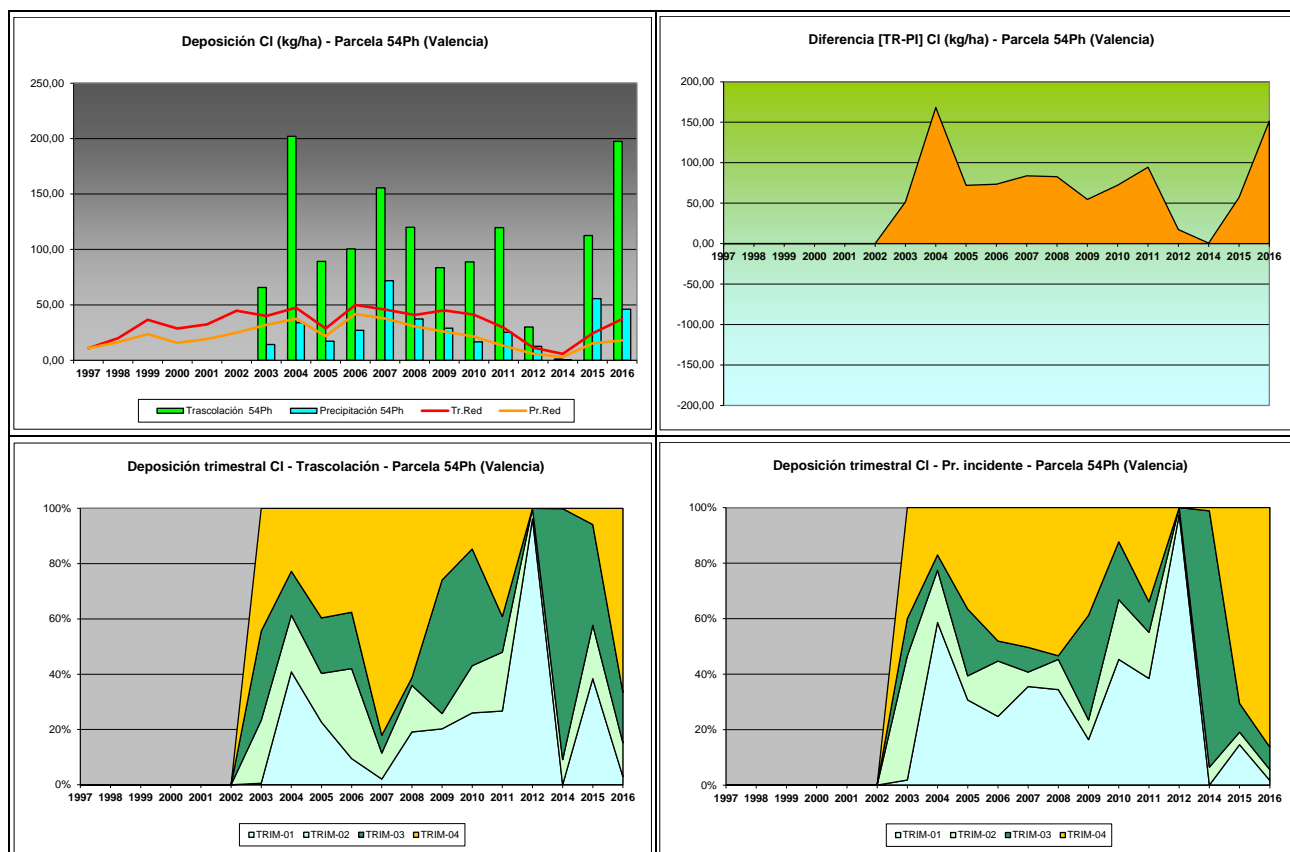 Deposición Cl (kg/ha) - Parcela 54Ph (Valencia)
250,00
200,00
150,00
100,00
50,00
0,00
1997 1998 1999 2000 2001 2002 2003 2004 2005 2006 2007 2008 2009 2010 2011 2012 2014 2015 2016
Trascolación 54Ph Precipitación 54Ph Tr.Red Pr.Red
Diferencia [TR-PI] Cl (kg/ha) - Parcela 54Ph (Valencia)
200,00
150,00
100,00
50,00
0,00
1997 1998 1999 2000 2001 2002 2003 2004 2005 2006 2007 2008 2009 2010 2011 2012 2014 2015 2016
-50,00
-100,00
-150,00
-200,00
Deposición trimestral Cl - Trascolación - Parcela 54Ph (Valencia)
100%
80%
60%
40%
20%
0%
1997 1998 1999 2000 2001 2002 2003 2004 2005 2006 2007 2008 2009 2010 2011 2012 2014 2015 2016
TRIM-01 TRIM-02 TRIM-03 TRIM-04
Deposición trimestral Cl - Pr. incidente - Parcela 54Ph (Valencia)
100%
80%
60%
40%
20%
0%
1997 1998 1999 2000 2001 2002 2003 2004 2005 2006 2007 2008 2009 2010 2011 2012 2014 2015 2016
TRIM-01 TRIM-02 TRIM-03 TRIM-04